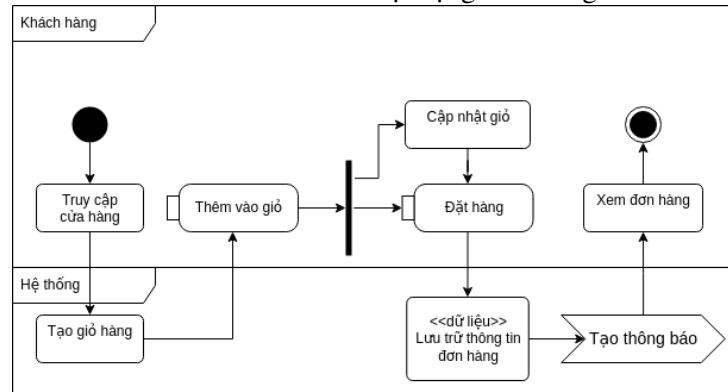 Khách hàng
Cập nhật giỏ
Truy cập
cửa hàng
Thêm vào giỏ
Đặt hàng
Xem đơn hàng
Hệ thống
Tạo giỏ hàng
<<dữ liệu>>
Lưu trữ thông tin
đơn hàng
Tạo thông báo